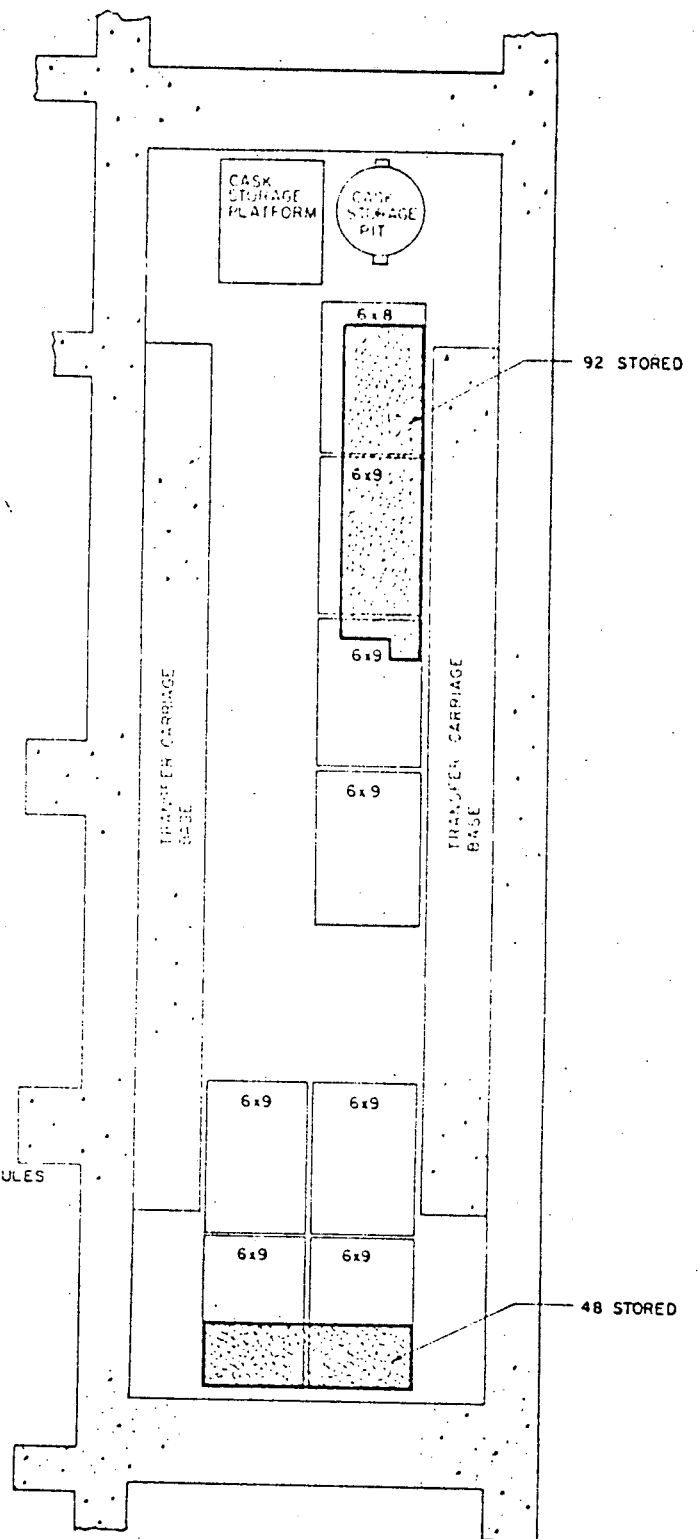 CASK
STORAGE
PLATFORM
CASK
STORAGE
PIT
6x8
92 STORED
6x9
6x9
TRANSFER CARRIAGE
BASE
TRANSFER CARRIAGE
BASE
6x9
6x9
6x9
ULES
6x9
6x9
48 STORED